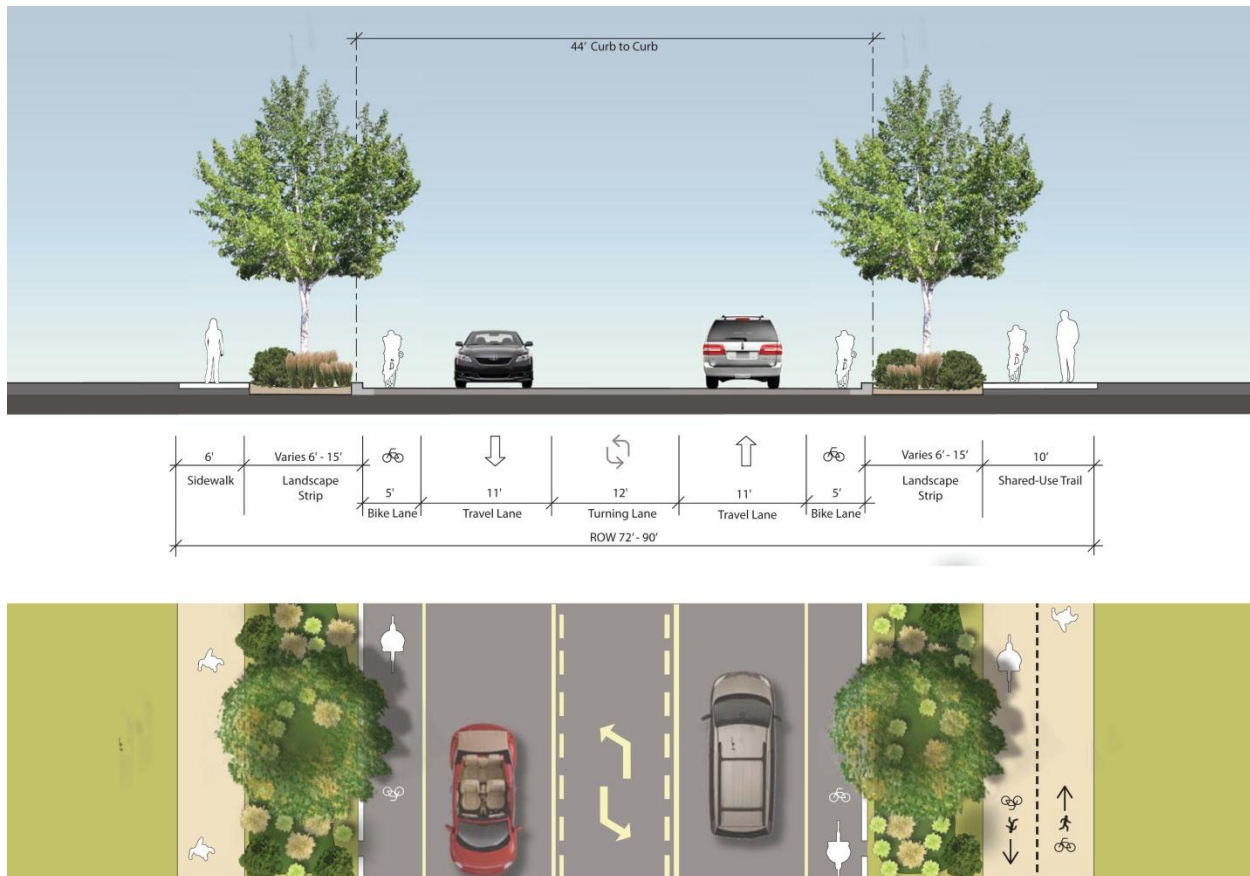 44' Curb to Curb
6'
Sidewalk
Varies 6' - 15'
Landscape
Strip
5'
Bike Lane
11'
Travel Lane
12'
Turning Lane
11'
Travel Lane
5'
Bike Lane
Varies 6' - 15'
Landscape
Strip
10'
Shared-Use Trail
ROW 72' - 90'